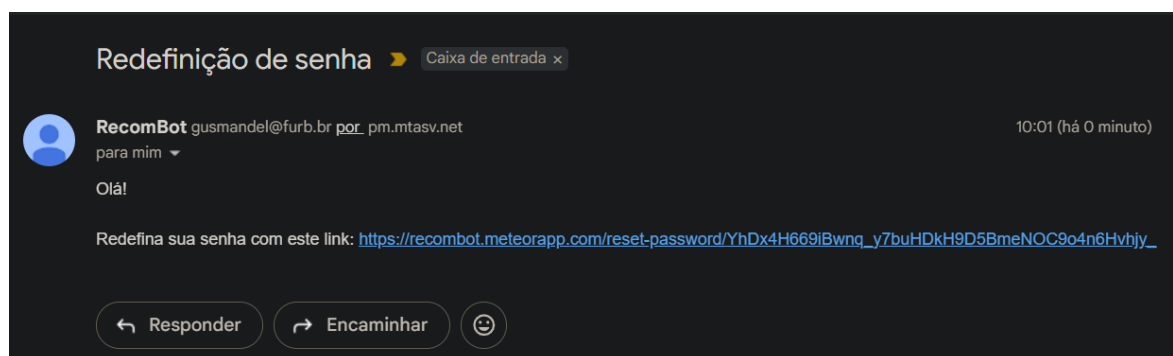 Redefinição de senha
Caixa de entrada ×
RecomBot gusmandel@furb.br por pm.mtasv.net
10:01 (há 0 minuto)
para mim
Olá!
Redefina sua senha com este link: https://recombot.meteorapp.com/reset-password/YhDx4H669iBwnq_y7buHDkH9D5BmeNOC9o4n6Hvhjy_
Responder
Encaminhar